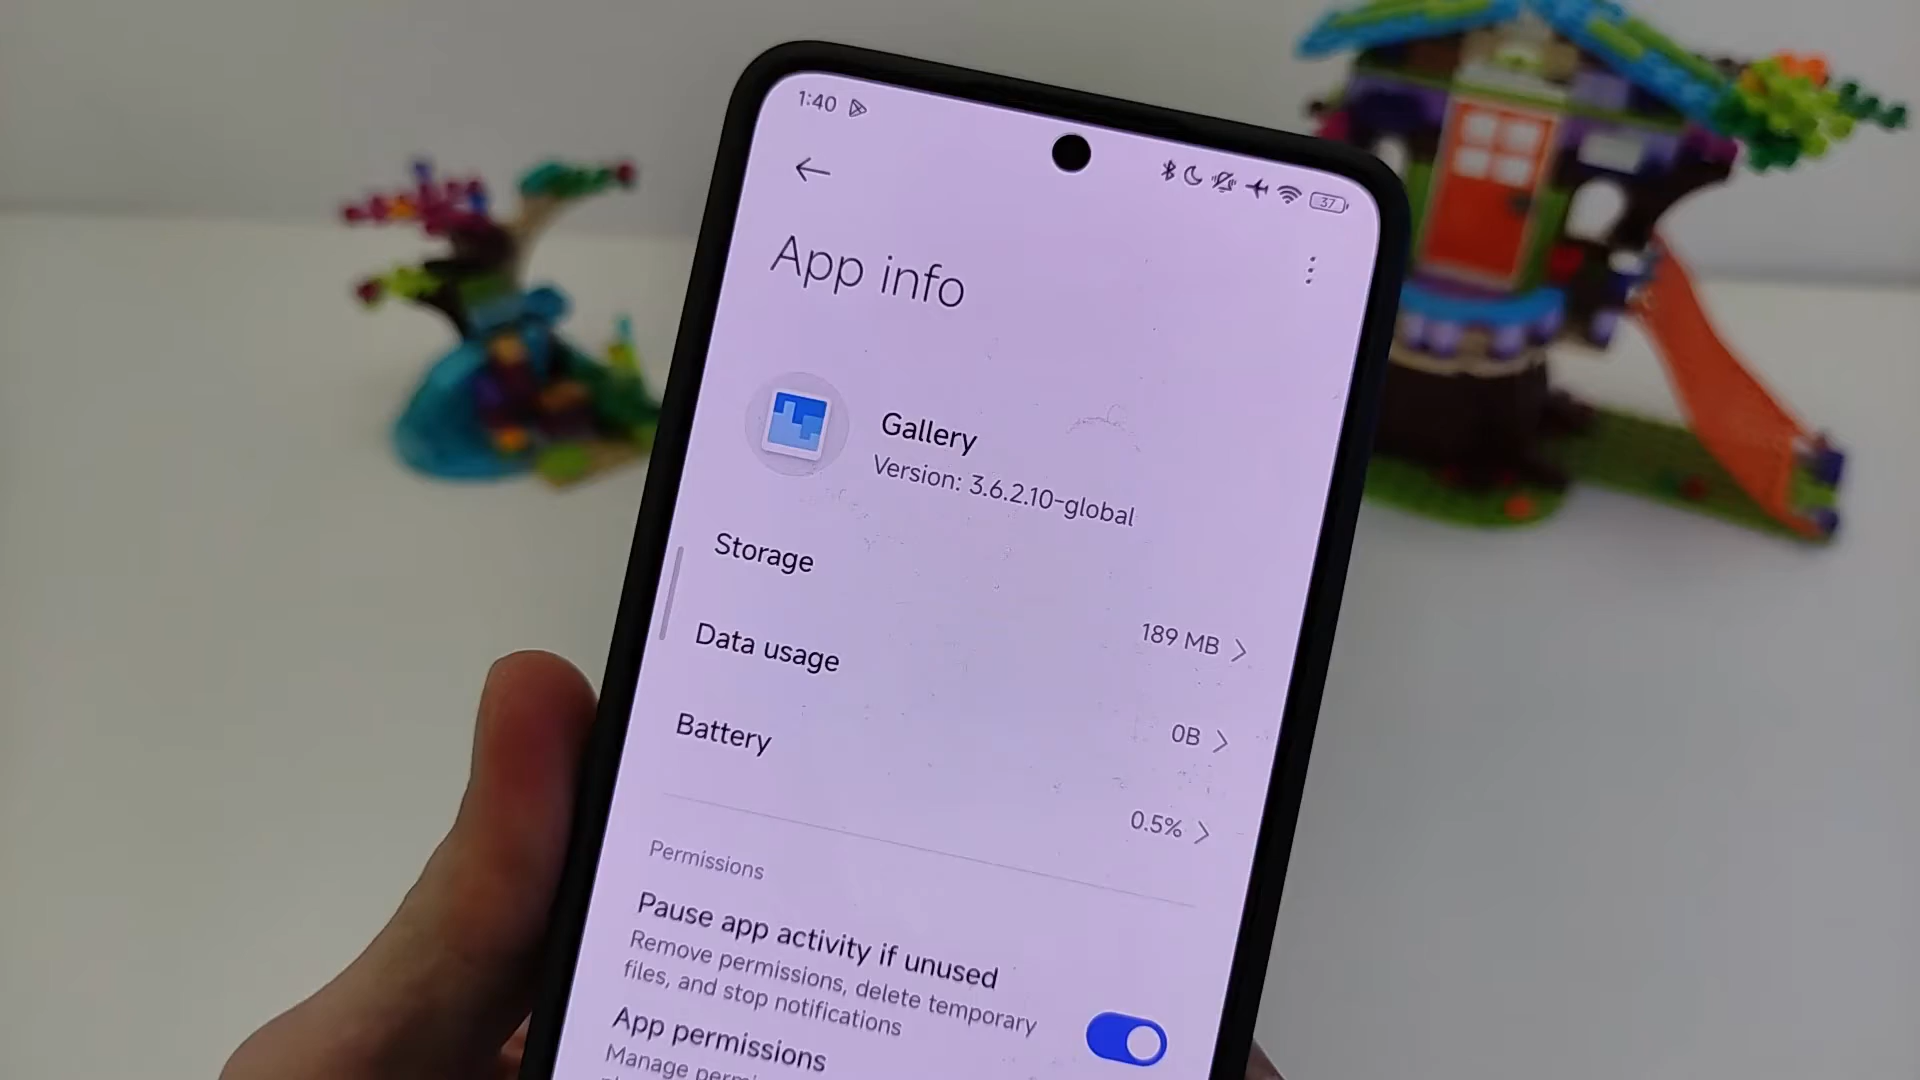 1:40
37
App info
Gallery
Version: 3.6.2.10-global
Storage
189 MB
Data usage
0B
Battery
0.5%
Permissions
Pause app activity if unused
Remove permissions, delete temporary
files, and stop notifications
App permissions
Manage